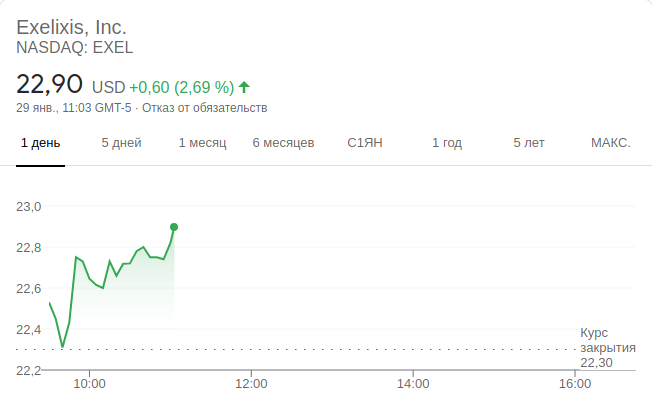 Exelixis, Inc.
NASDAQ: EXEL
22,90 USD +0,60 (2,69 %)
29 янв., 11:03 GMT-5 · Отказ от обязательств
1 день 5 дней 1 месяц 6 месяцев С1ЯН 1 год 5 лет МАКС.
23,0
22,8
22,6
22,4
22,2
Курс
закрытия
22,30
10:00 12:00 14:00 16:00